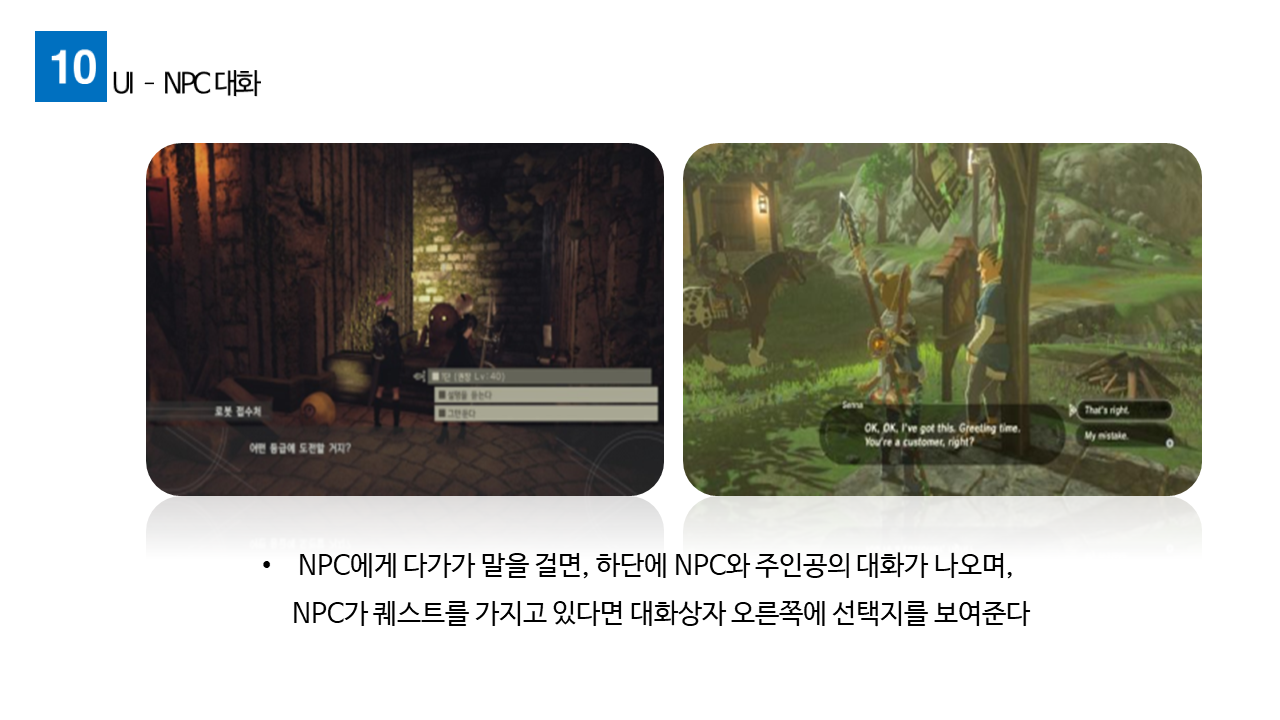 10
UI - NPC 대화
로봇 접수처
어떤 등급에 도전할 거지?
(권장 Lv:40)
설명을 듣는다
그만둔다
Senna
OK, OK, I've got this. Greeting time.
You're a customer, right?
That's right.
My mistake.
• NPC에게 다가가 말을 걸면, 하단에 NPC와 주인공의 대화가 나오며,
NPC가 퀘스트를 가지고 있다면 대화상자 오른쪽에 선택지를 보여준다